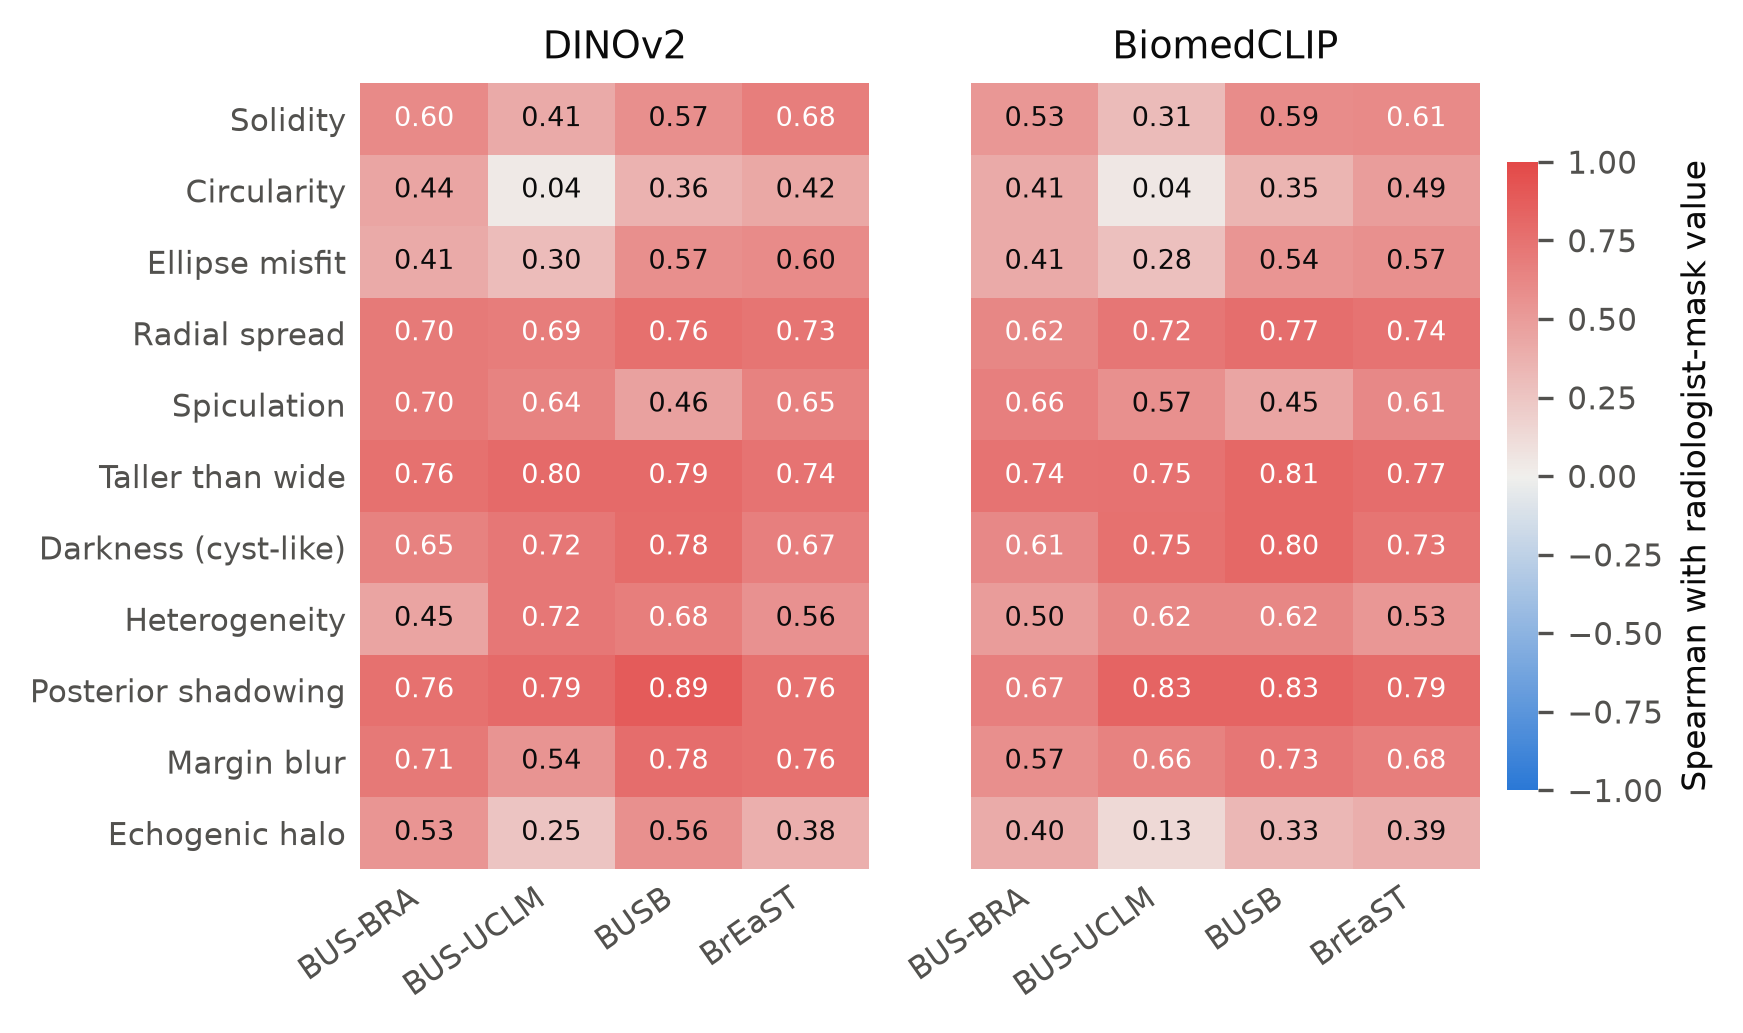 DINOv2 BiomedCLIP
Solidity 0.60 0.41 0.57 0.68 0.53 0.31 0.59 0.61
Circularity 0.44 0.04 0.36 0.42 0.41 0.04 0.35 0.49
Ellipse misfit 0.41 0.30 0.57 0.60 0.41 0.28 0.54 0.57
Radial spread 0.70 0.69 0.76 0.73 0.62 0.72 0.77 0.74
Spiculation 0.70 0.64 0.46 0.65 0.66 0.57 0.45 0.61
Taller than wide 0.76 0.80 0.79 0.74 0.74 0.75 0.81 0.77
Darkness (cyst-like) 0.65 0.72 0.78 0.67 0.61 0.75 0.80 0.73
Heterogeneity 0.45 0.72 0.68 0.56 0.50 0.62 0.62 0.53
Posterior shadowing 0.76 0.79 0.89 0.76 0.67 0.83 0.83 0.79
Margin blur 0.71 0.54 0.78 0.76 0.57 0.66 0.73 0.68
Echogenic halo 0.53 0.25 0.56 0.38 0.40 0.13 0.33 0.39
BUS-BRA BUS-UCLM BUSB BrEaST BUS-BRA BUS-UCLM BUSB BrEaST
1.00
0.75
0.50
0.25
0.00
−0.25
−0.50
−0.75
−1.00
Spearman with radiologist-mask value